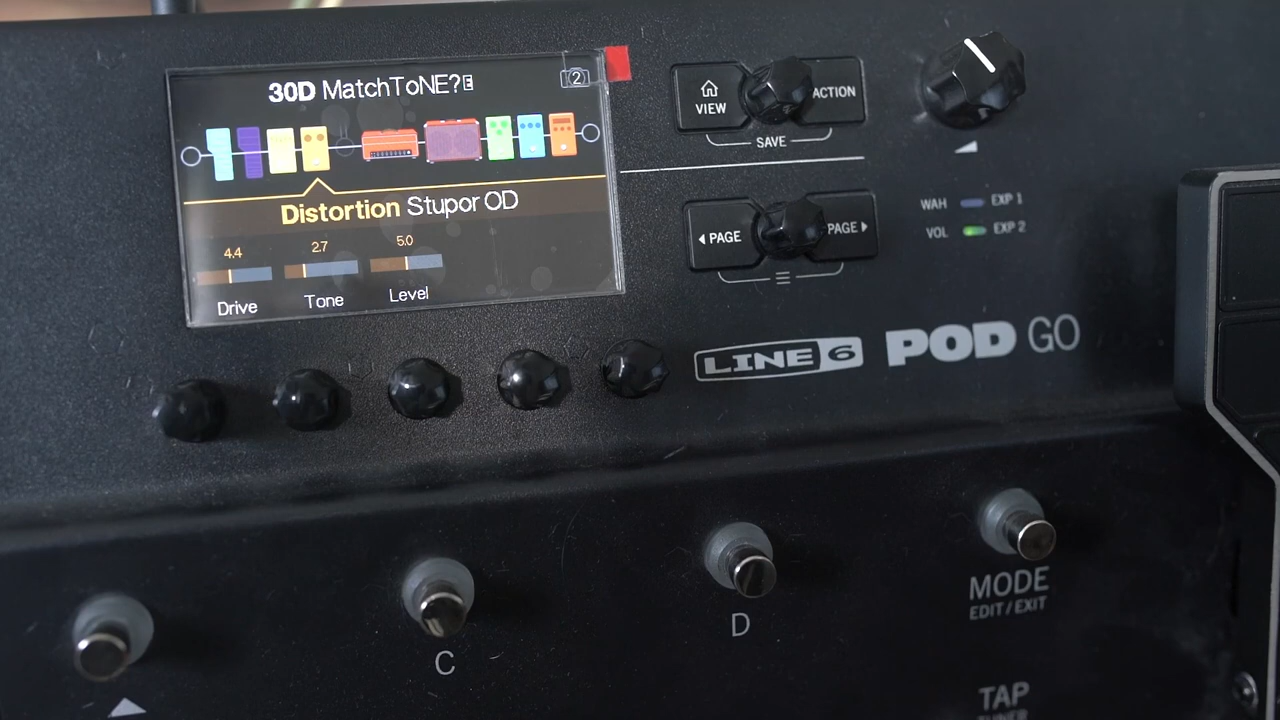 30D MatchToNE?E
2
Distortion Stupor OD
4.4
2.7
5.0
Drive
Tone
Level
VIEW
ACTION
SAVE
PAGE
PAGE
WAH
EXP 1
VOL
EXP 2
LINE 6
POD GO
C
D
MODE
EDIT/EXIT
TAP
TUNER